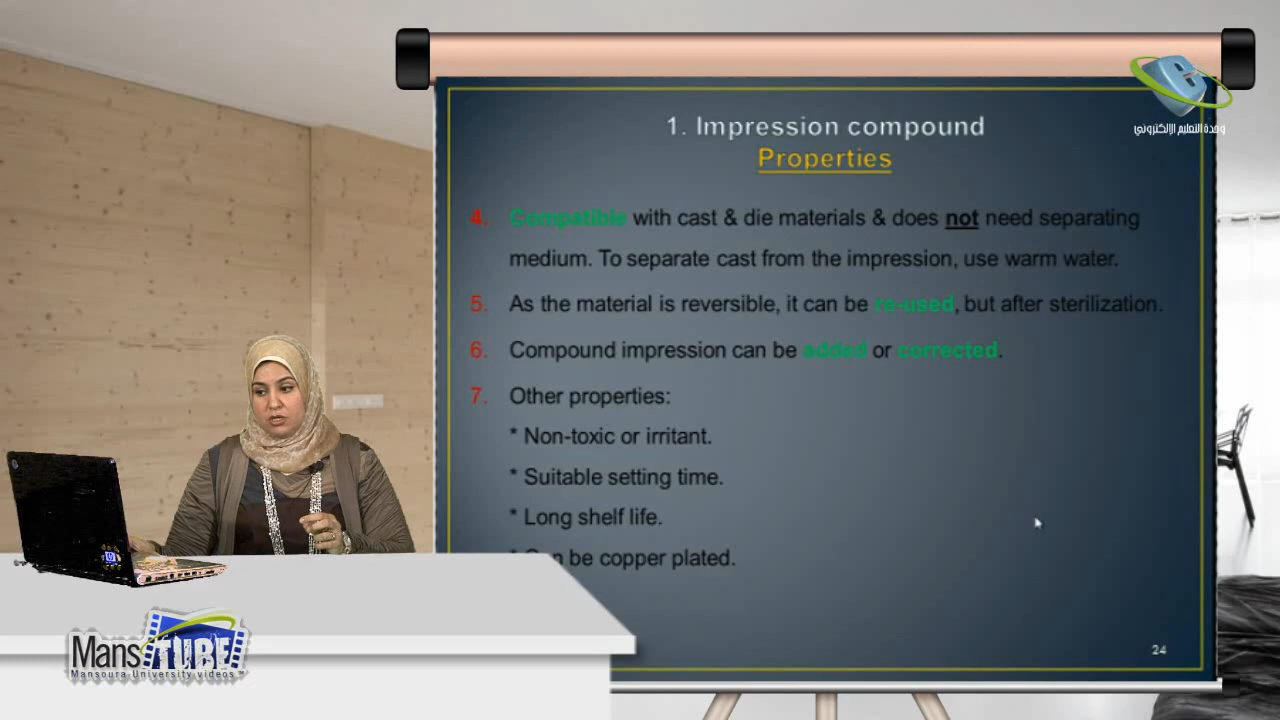 وحدة التعليم الإلكتروني
1. Impression compound
Properties
4. Compatible with cast & die materials & does not need separating
medium. To separate cast from the impression, use warm water.
5. As the material is reversible, it can be re-used, but after sterilization.
6. Compound impression can be added or corrected.
7. Other properties:
* Non-toxic or irritant.
* Suitable setting time.
* Long shelf life.
* Can be copper plated.
24
Mans TUBE
Mansoura University videos